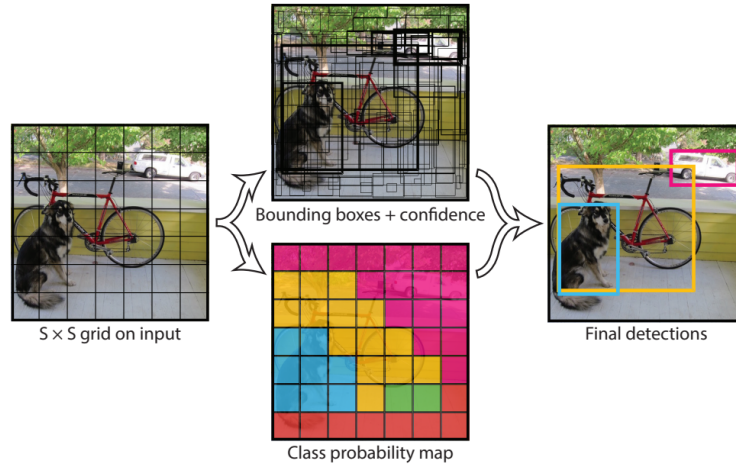 Bounding boxes + confidence
S × S grid on input
Final detections
Class probability map